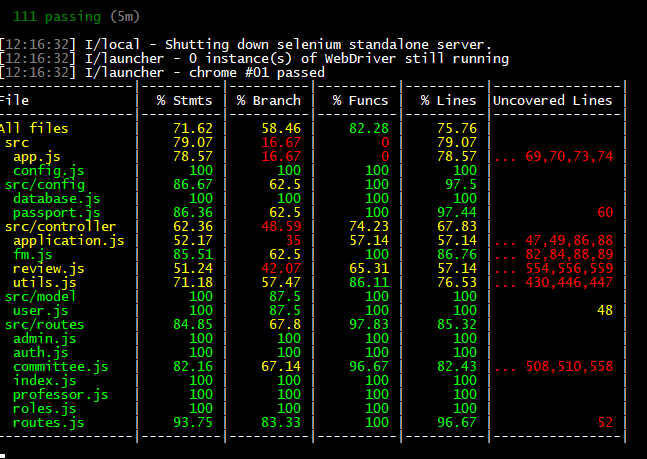 111 passing (5m)
[12:16:32] I/local - Shutting down selenium standalone server.
[12:16:32] I/launcher - 0 instance(s) of WebDriver still running
[12:16:32] I/launcher - chrome #01 passed
-----------------|----------|----------|----------|----------|----------------|
File | % Stmts | % Branch | % Funcs | % Lines |Uncovered Lines |
-----------------|----------|----------|----------|----------|----------------|
All files | 71.62 | 58.46 | 82.28 | 75.76 | |
src | 79.07 | 16.67 | 0 | 79.07 | |
app.js | 78.57 | 16.67 | 0 | 78.57 |... 69,70,73,74 |
config.js | 100 | 100 | 100 | 100 | |
src/config | 86.67 | 62.5 | 100 | 97.5 | |
database.js | 100 | 100 | 100 | 100 | |
passport.js | 86.36 | 62.5 | 100 | 97.44 | 60 |
src/controller | 62.36 | 48.59 | 74.23 | 67.83 | |
application.js | 52.17 | 35 | 57.14 | 57.14 |... 47,49,86,88 |
fm.js | 85.51 | 62.5 | 100 | 86.76 |... 82,84,88,89 |
review.js | 51.24 | 42.07 | 65.31 | 57.14 |... 554,556,559 |
utils.js | 71.18 | 57.47 | 86.11 | 76.53 |... 430,446,447 |
src/model | 100 | 87.5 | 100 | 100 | |
user.js | 100 | 87.5 | 100 | 100 | 48 |
src/routes | 84.85 | 67.8 | 97.83 | 85.32 | |
admin.js | 100 | 100 | 100 | 100 | |
auth.js | 100 | 100 | 100 | 100 | |
committee.js | 82.16 | 67.14 | 96.67 | 82.43 |... 508,510,558 |
index.js | 100 | 100 | 100 | 100 | |
professor.js | 100 | 100 | 100 | 100 | |
roles.js | 100 | 100 | 100 | 100 | |
routes.js | 93.75 | 83.33 | 100 | 96.67 | 52 |
-----------------|----------|----------|----------|----------|----------------|